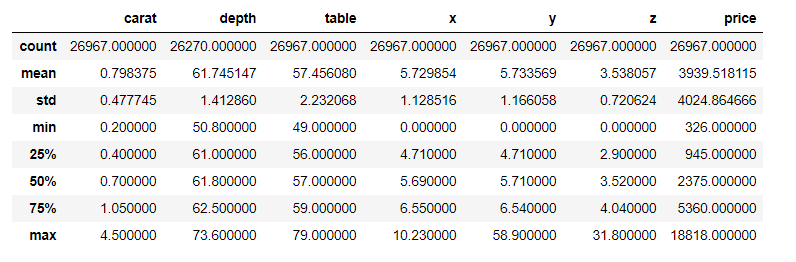 carat depth table x y z price
count 26967.000000 26270.000000 26967.000000 26967.000000 26967.000000 26967.000000 26967.000000
mean 0.798375 61.745147 57.456080 5.729854 5.733569 3.538057 3939.518115
std 0.477745 1.412860 2.232068 1.128516 1.166058 0.720624 4024.864666
min 0.200000 50.800000 49.000000 0.000000 0.000000 0.000000 326.000000
25% 0.400000 61.000000 56.000000 4.710000 4.710000 2.900000 945.000000
50% 0.700000 61.800000 57.000000 5.690000 5.710000 3.520000 2375.000000
75% 1.050000 62.500000 59.000000 6.550000 6.540000 4.040000 5360.000000
max 4.500000 73.600000 79.000000 10.230000 58.900000 31.800000 18818.000000